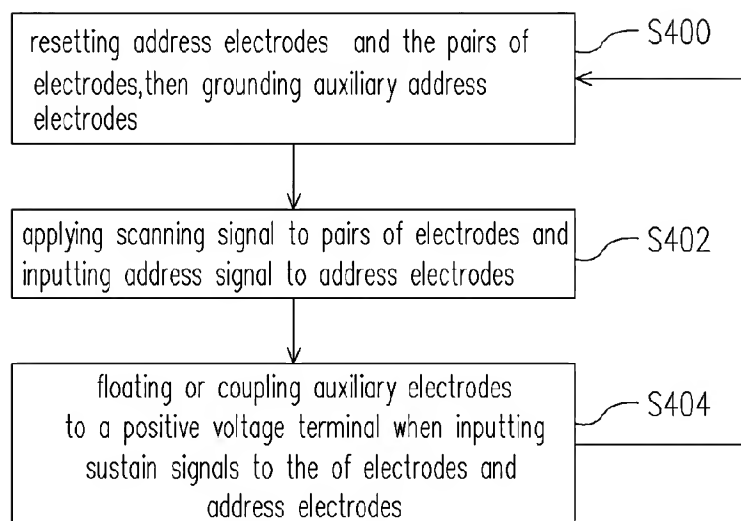 resetting address electrodes and the pairs of
electrodes,then grounding auxiliary address
electrodes
S400
applying scanning signal to pairs of electrodes and
inputting address signal to address electrodes
S402
floating or coupling auxiliary electrodes
to a positive voltage terminal when inputting
sustain signals to the of electrodes and
address electrodes
S404